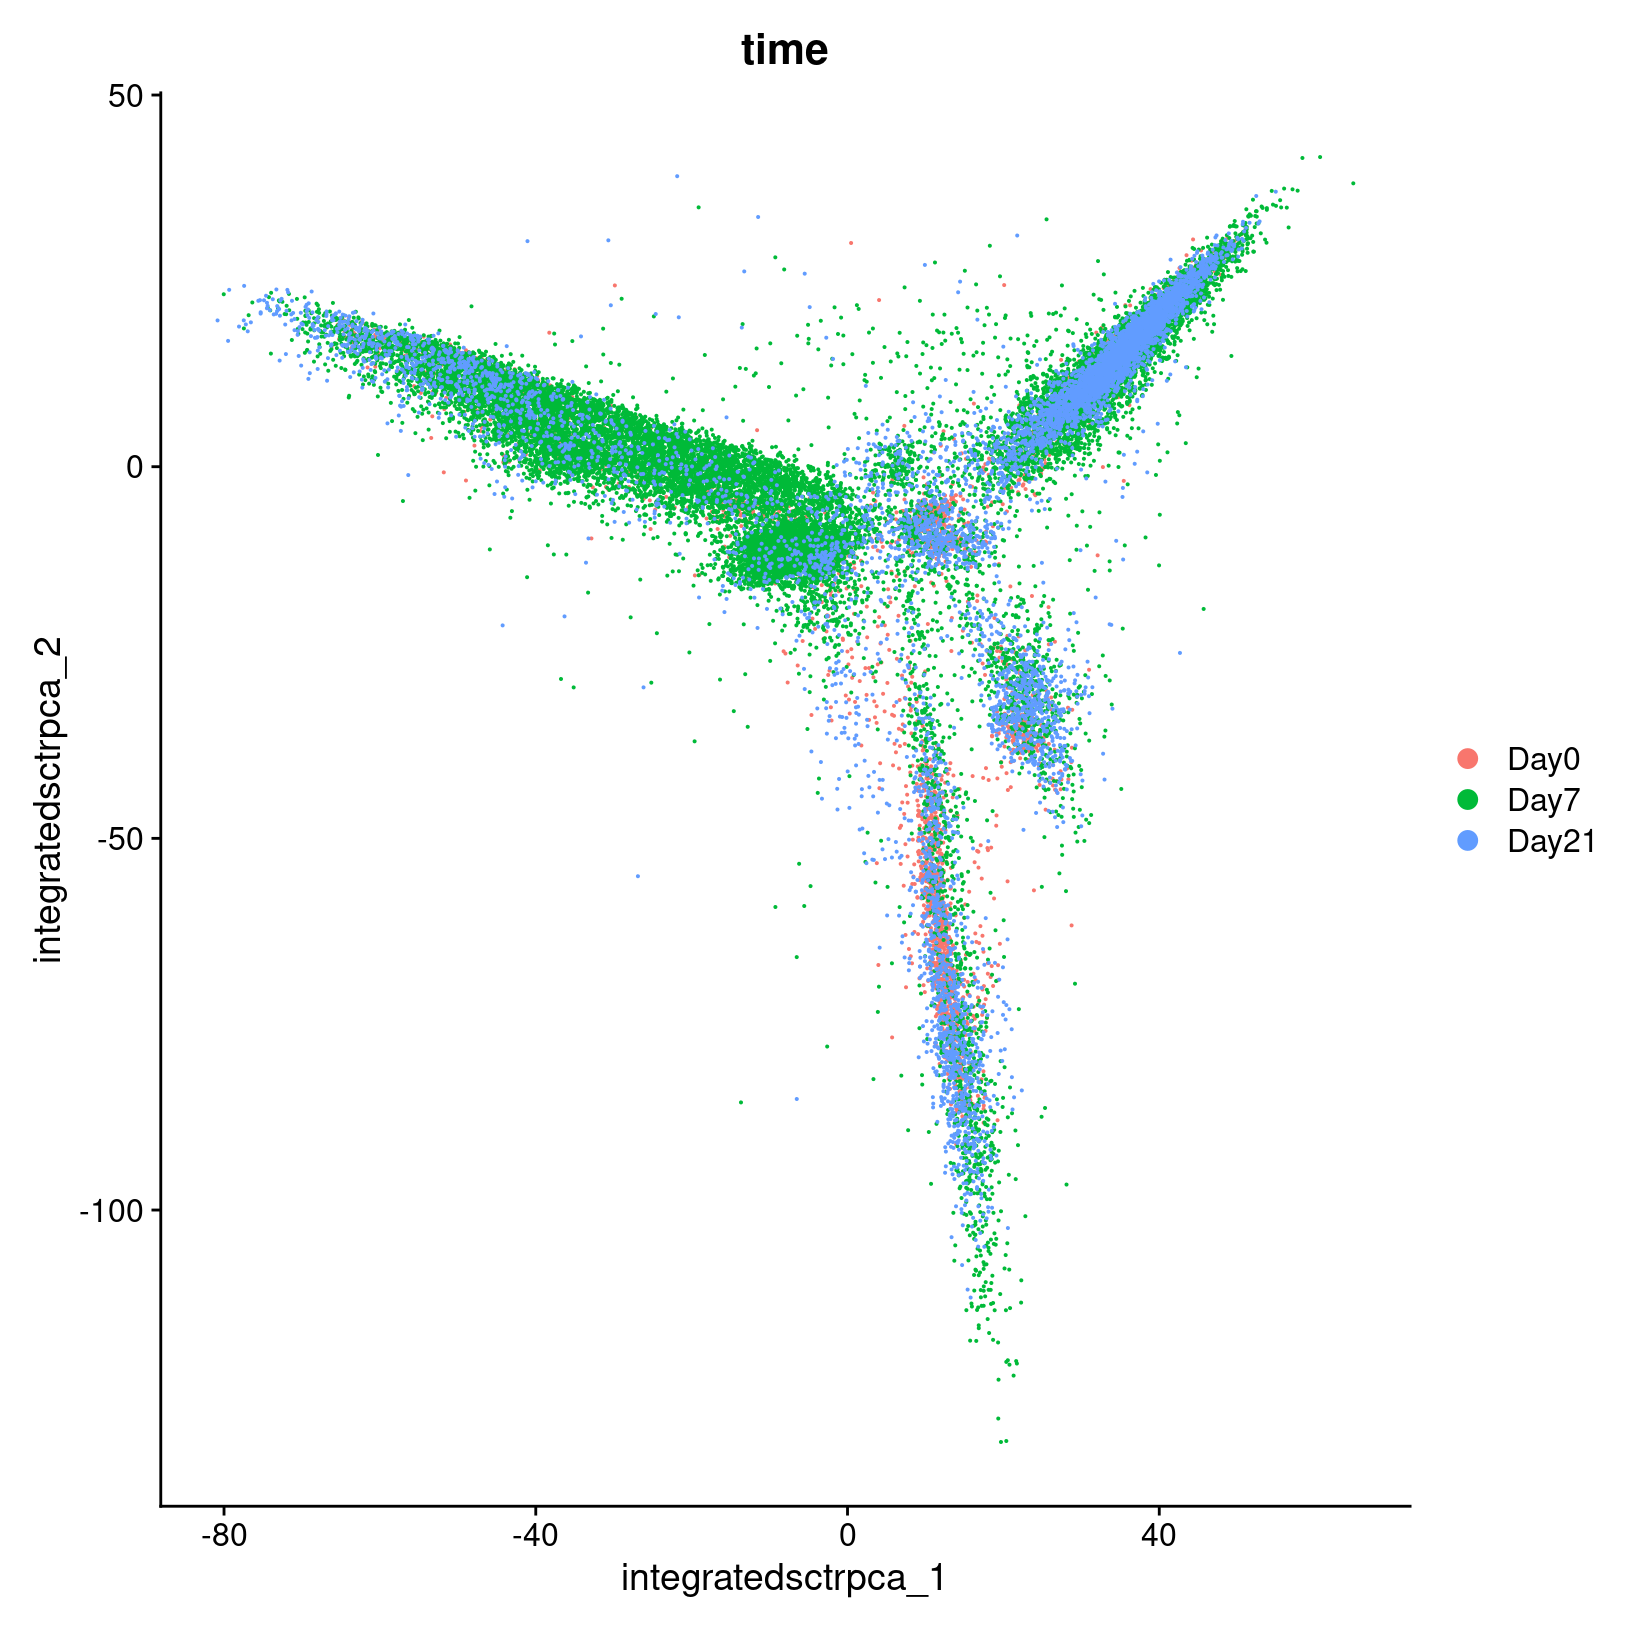 time
50
0
-50
-100
-80
-40
0
40
integratedsctrpca_1
integratedsctrpca_2
Day0
Day7
Day21